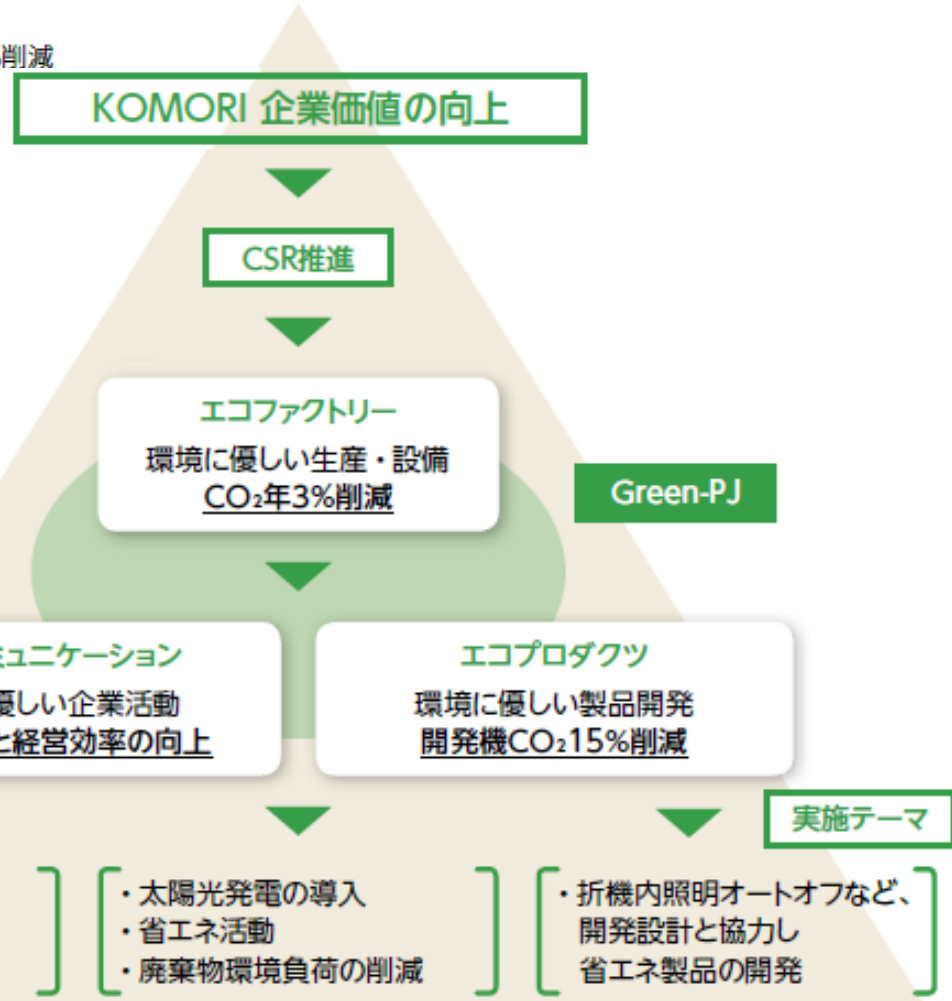 削減
KOMORI 企業価値の向上
CSR推進
エコファクトリー
環境に優しい生産・設備
CO₂年3%削減
Green-PJ
ミュニケーション
優しい企業活動
と経営効率の向上
エコプロダクツ
環境に優しい製品開発
開発機CO₂15%削減
実施テーマ
・太陽光発電の導入
・省エネ活動
・廃棄物環境負荷の削減
・折機内照明オートオフなど、
開発設計と協力し
省エネ製品の開発